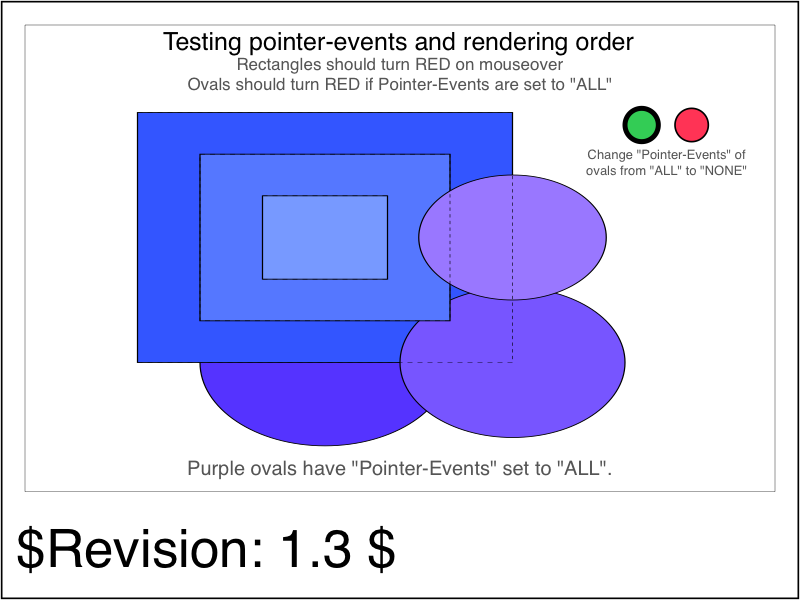 Testing pointer-events and rendering order
Rectangles should turn RED on mouseover
Ovals should turn RED if Pointer-Events are set to "ALL"
Change "Pointer-Events" of
ovals from "ALL" to "NONE"
Purple ovals have "Pointer-Events" set to "ALL".
$Revision: 1.3 $